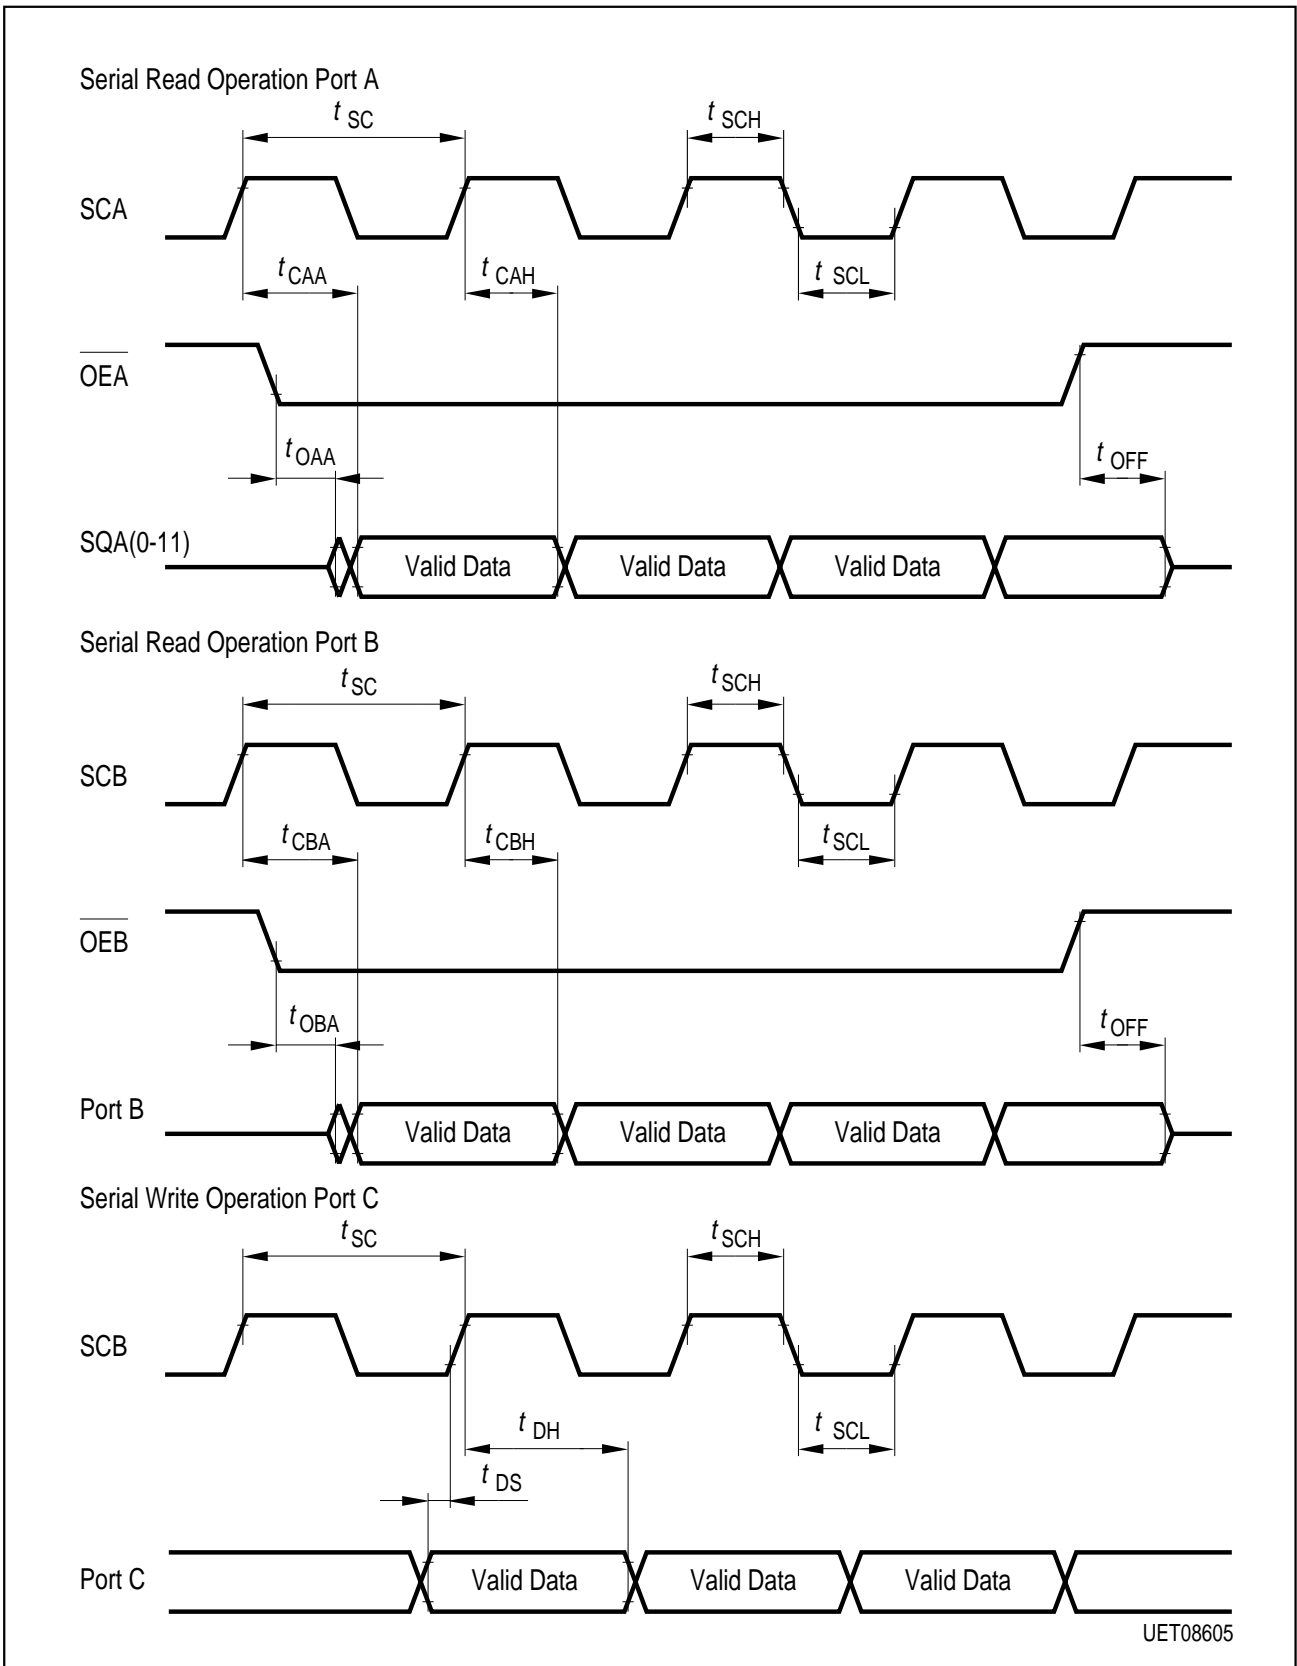 Serial Read Operation Port A
t SC
t SCH
SCA
t CAA
t CAH
t SCL
OEA
t OAA
t OFF
SQA(0-11)
Valid Data Valid Data Valid Data
Serial Read Operation Port B
t SC
t SCH
SCB
t CBA
t CBH
t SCL
OEB
t OBA
t OFF
Port B
Valid Data Valid Data Valid Data
Serial Write Operation Port C
t SC
t SCH
SCB
t DH
t SCL
t DS
Port C
Valid Data Valid Data Valid Data
UET08605